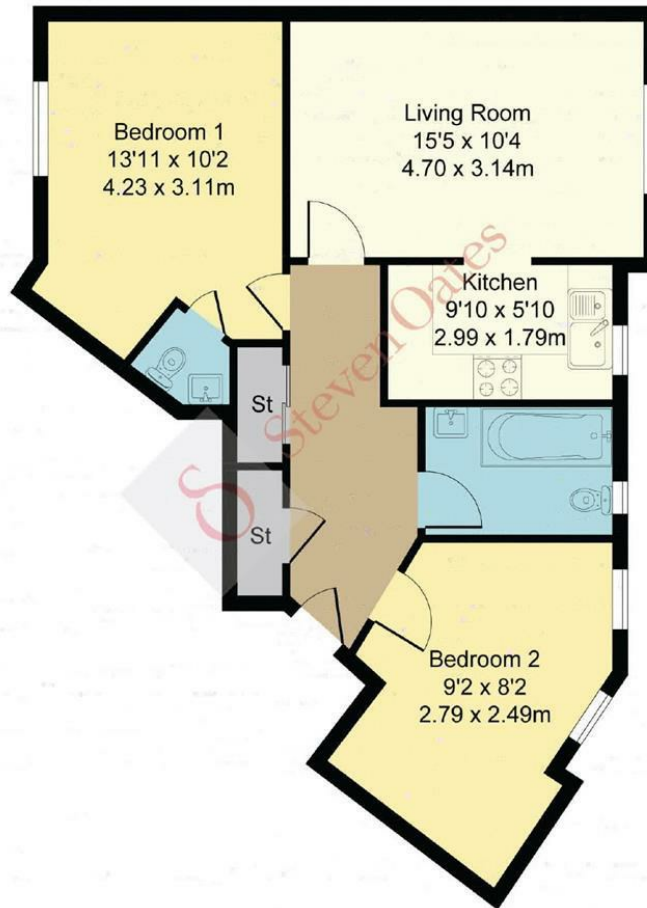 Bedroom 1
13'11 x 10'2
4.23 x 3.11m
Living Room
15'5 x 10'4
4.70 x 3.14m
Kitchen
9'10 x 5'10
2.99 x 1.79m
St
St
Steven Oates
S
Bedroom 2
9'2 x 8'2
2.79 x 2.49m